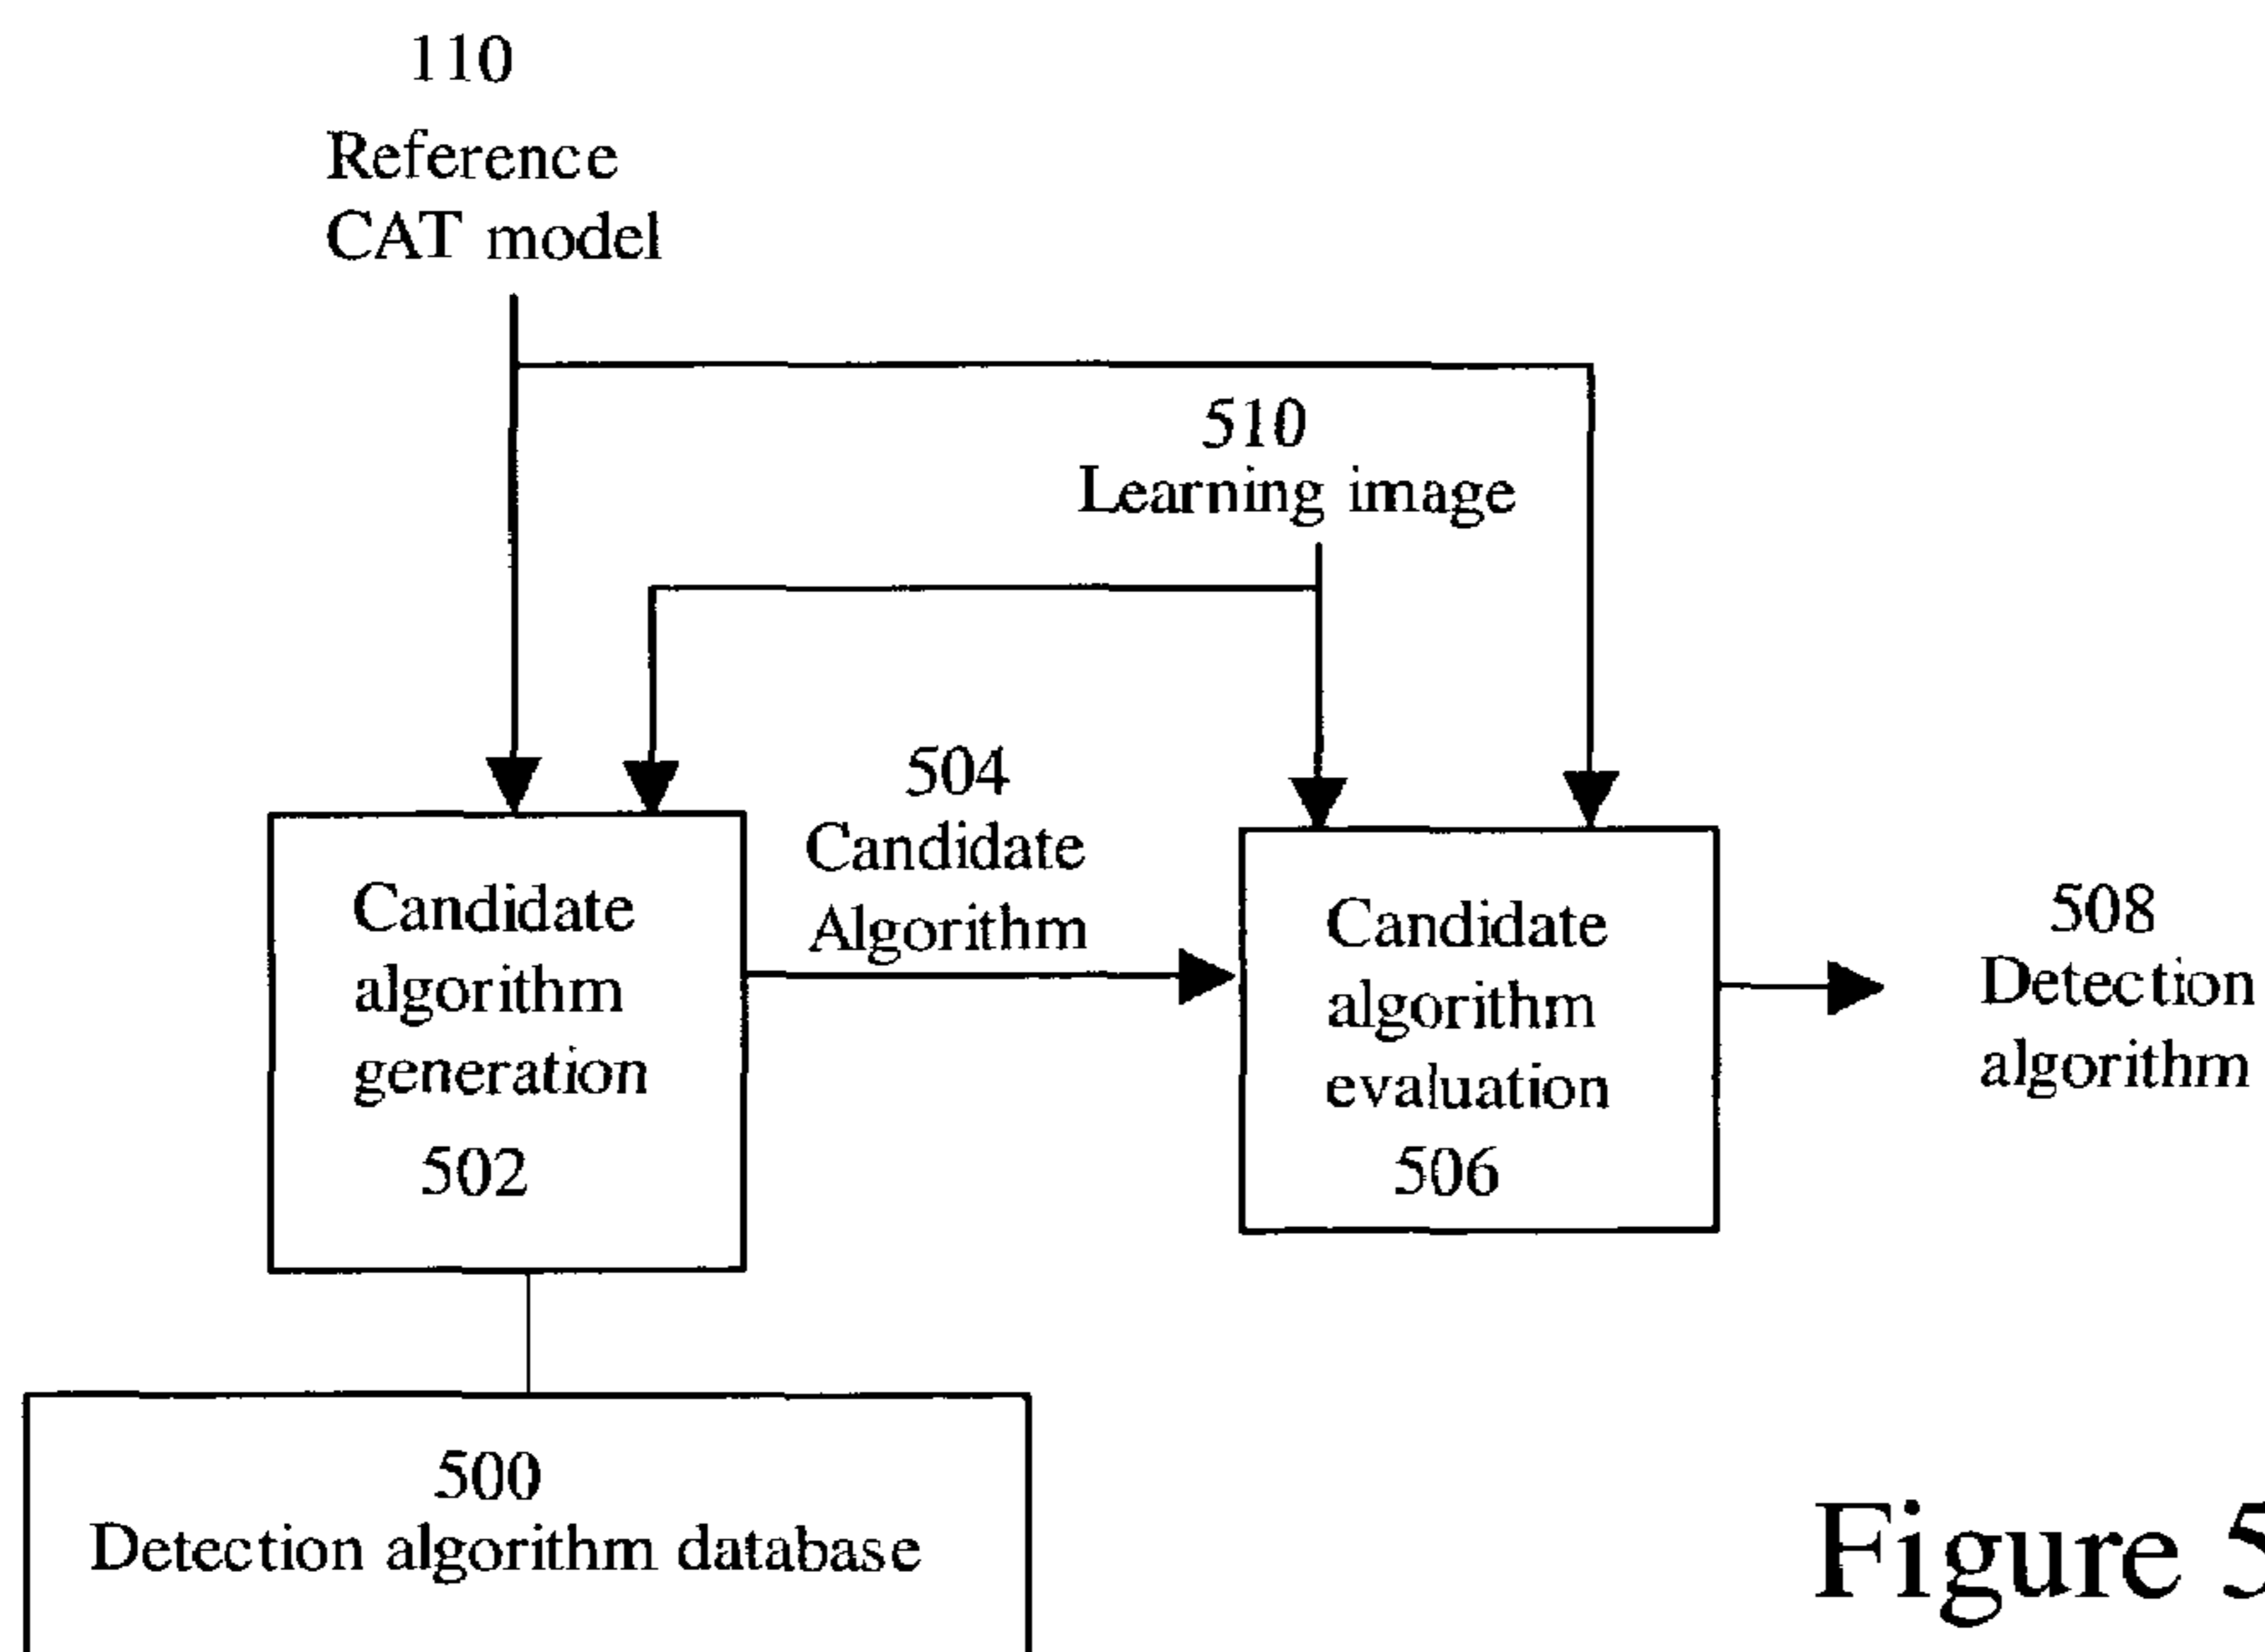 110
Reference
CAT model
510
Learning image
504
Candidate
Algorithm
Candidate
algorithm
generation
502
Candidate
algorithm
evaluation
506
508
Detection
algorithm
500
Detection algorithm database
Figure 5